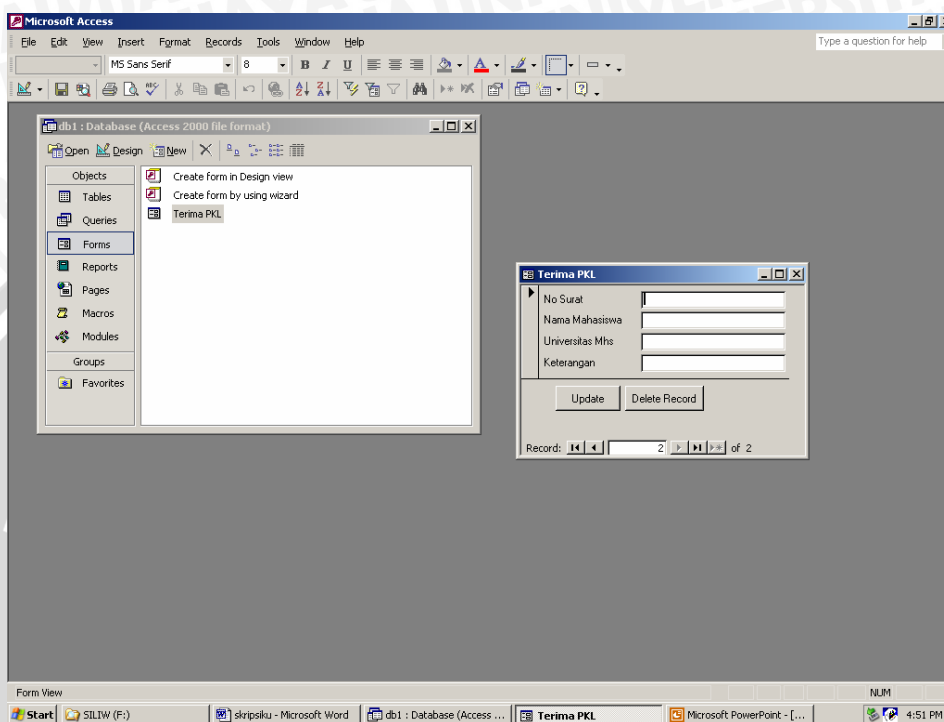 Microsoft Access
File Edit View Insert Format Records Tools Window Help
Type a question for help
MS Sans Serif 8 B I U
db1 : Database (Access 2000 file format)
Open Design New
Objects
Tables
Queries
Forms
Reports
Pages
Macros
Modules
Groups
Favorites
Create form in Design view
Create form by using wizard
Terima PKL
Terima PKL
No Surat
Nama Mahasiswa
Universitas Mhs
Keterangan
Update Delete Record
Record: 2 of 2
Form View NUM
Start SILIW (F:) skripsiku - Microsoft Word db1 : Database (Access ... Terima PKL Microsoft PowerPoint - [... 4:51 PM